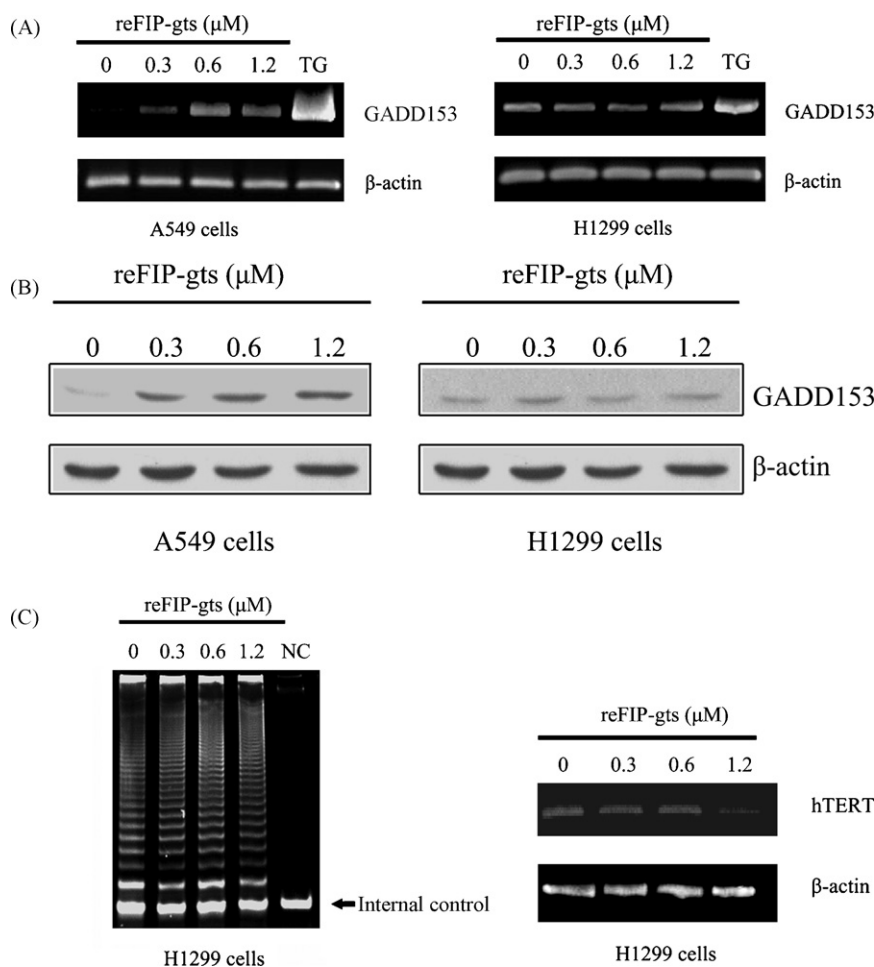 (A)
reFIP-gts (μM)
0 0.3 0.6 1.2 TG
GADD153
β-actin
A549 cells
reFIP-gts (μM)
0 0.3 0.6 1.2 TG
GADD153
β-actin
H1299 cells
(B)
reFIP-gts (μM)
0 0.3 0.6 1.2
A549 cells
reFIP-gts (μM)
0 0.3 0.6 1.2
GADD153
β-actin
H1299 cells
(C)
reFIP-gts (μM)
0 0.3 0.6 1.2 NC
Internal control
H1299 cells
reFIP-gts (μM)
0 0.3 0.6 1.2
hTERT
β-actin
H1299 cells